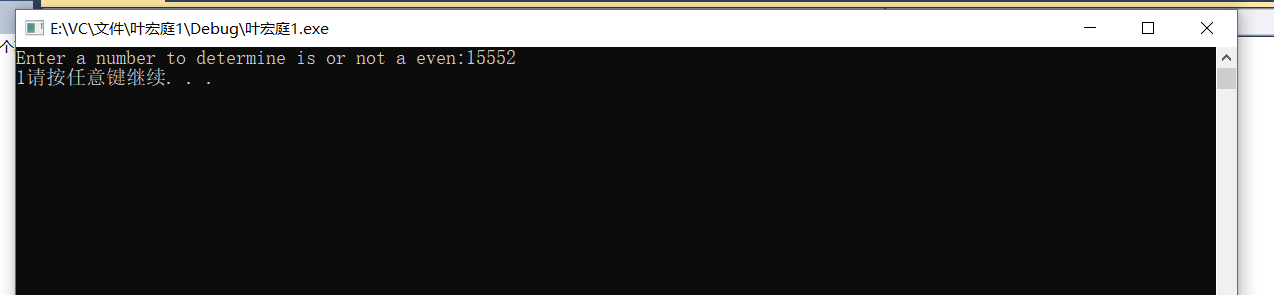 E:\VC\文件\叶宏庭1\Debug\叶宏庭1.exe
个
Enter a number to determine is or not a even:15552
1请按任意键继续. . .